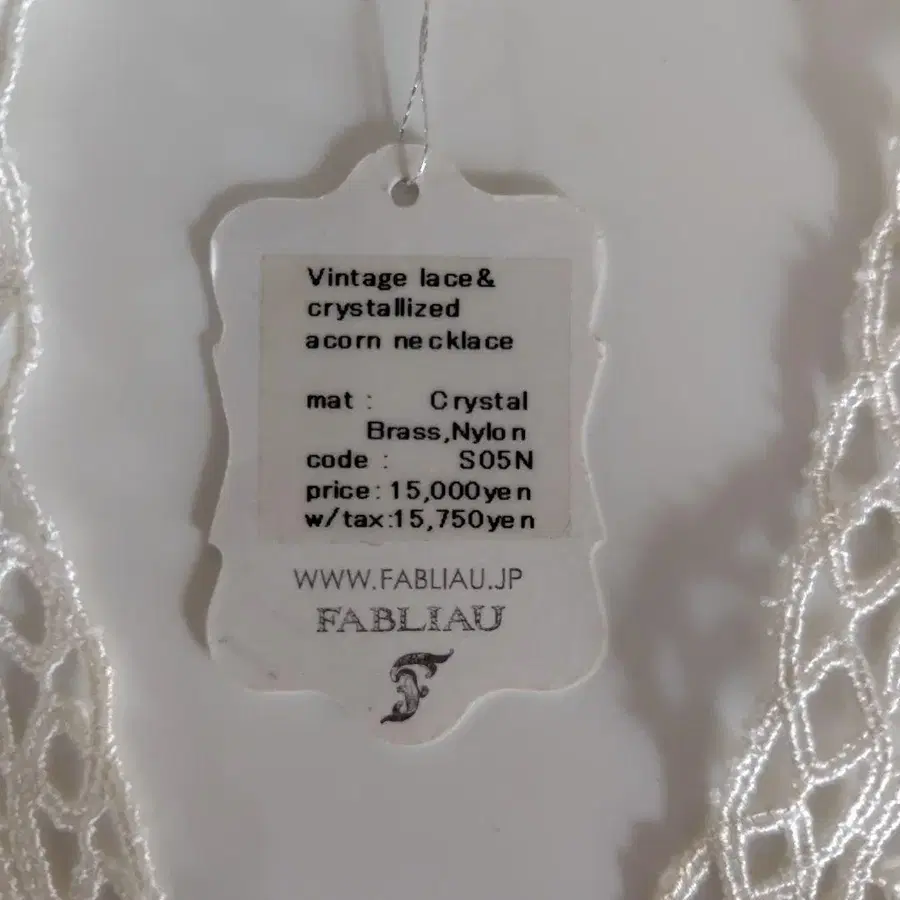 Vintage lace&
crystallized
acorn necklace
mat : Crystal
Brass,Nylon
code : S05N
price: 15,000yen
w/tax:15,750yen
WWW.FABLIAU.JP
FABLIAU
F